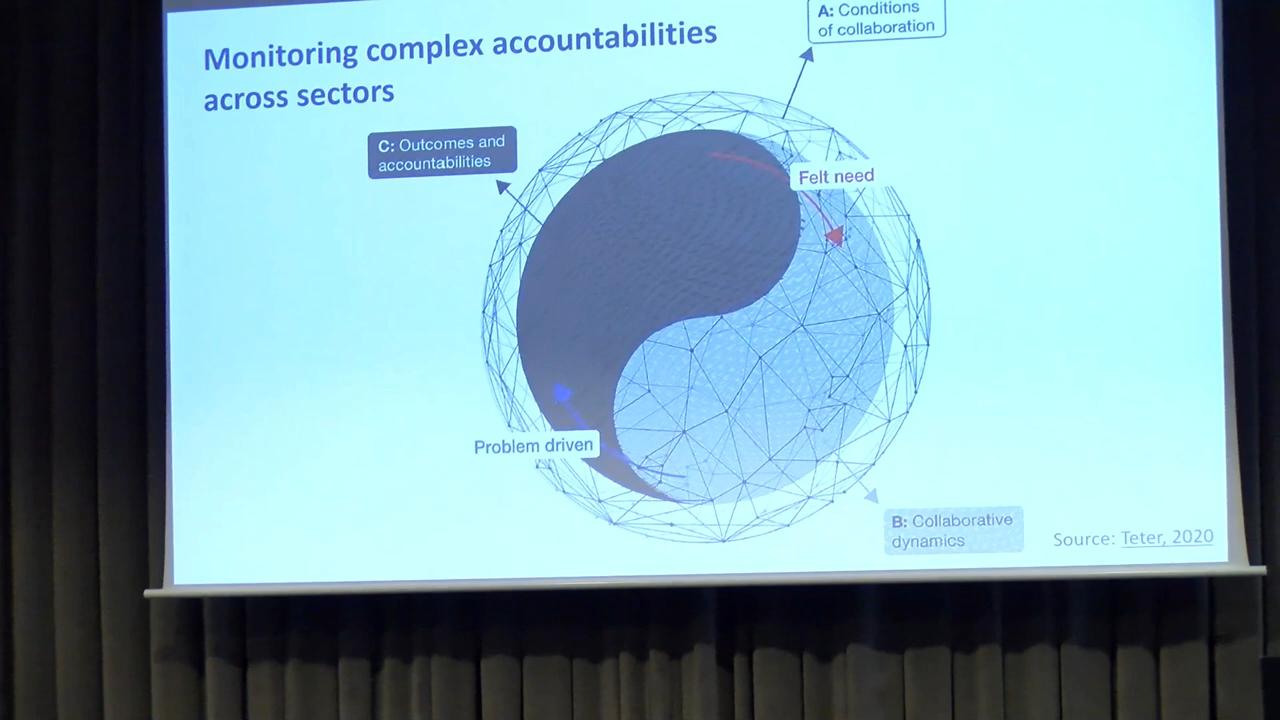 Monitoring complex accountabilities
across sectors
A: Conditions
of collaboration
C: Outcomes and
accountabilities
Felt need
Problem driven
B: Collaborative
dynamics
Source: Teter, 2020